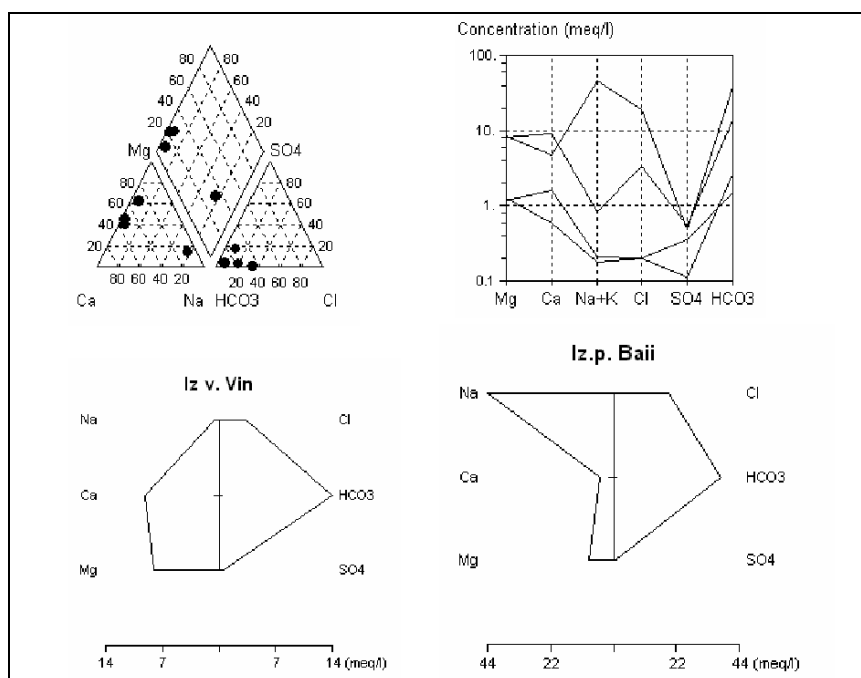 80 80
60 60
40 40
20 20
Mg SO4
80 80
60 60
40 40
20 20
80 60 40 20 20 40 60 80
Ca Na HCO3 Cl
Concentration (meq/l)
100.
10.
1.
0.1
Mg Ca Na+K Cl SO4 HCO3
Iz v. Vin
Na Cl
Ca HCO3
Mg SO4
14 7 7 14 (meq/l)
Iz.p. Baii
Na Cl
Ca HCO3
Mg SO4
44 22 22 44 (meq/l)